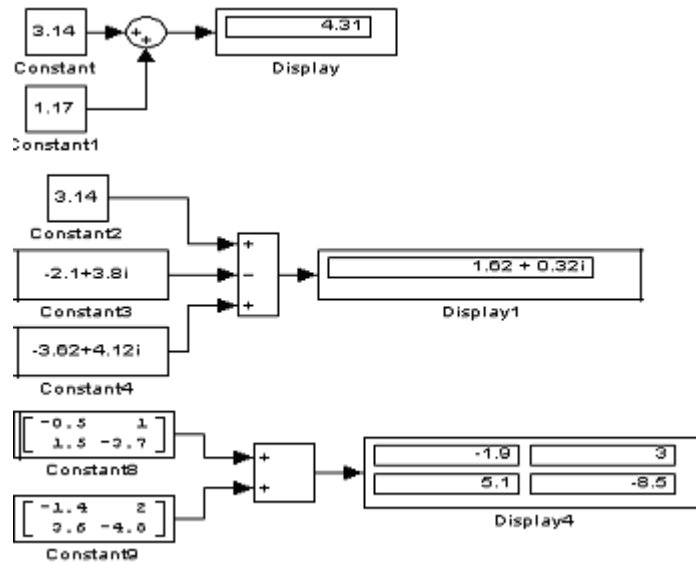 3.14
4.31
Constant
Display
1.17
Constant1
3.14
Constant2
-2.1+3.8i
1.62 + 0.32i
Constant3
Display1
-3.62+4.12i
Constant4
-0.5 1
1.5 -3.7
Constant8
-1.9 3
5.1 -8.5
-1.4 2
3.6 -4.8
Constant9
Display4